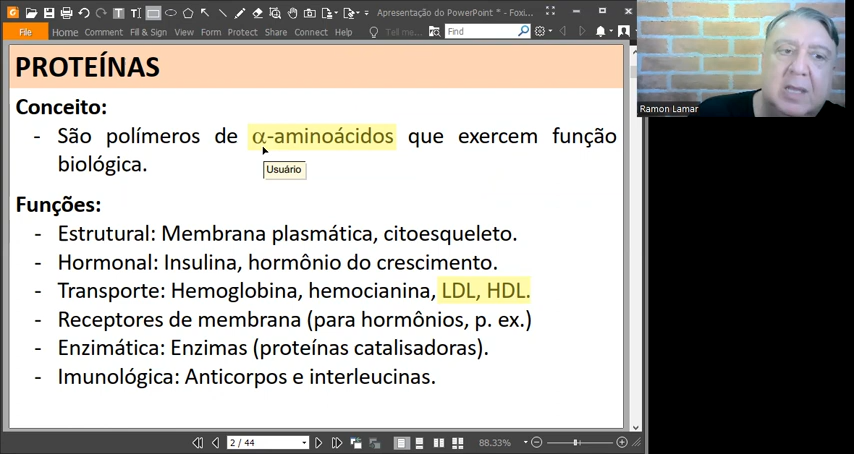 Apresentação do PowerPoint * - Foxi
File Home Comment Fill & Sign View Form Protect Share Connect Help Tell me... Find
Ramon Lamar
PROTEÍNAS
Conceito:
- São polímeros de α-aminoácidos que exercem função
biológica.
Usuário
Funções:
- Estrutural: Membrana plasmática, citoesqueleto.
- Hormonal: Insulina, hormônio do crescimento.
- Transporte: Hemoglobina, hemocianina, LDL, HDL.
- Receptores de membrana (para hormônios, p. ex.)
- Enzimática: Enzimas (proteínas catalisadoras).
- Imunológica: Anticorpos e interleucinas.
2 / 44 88.33%